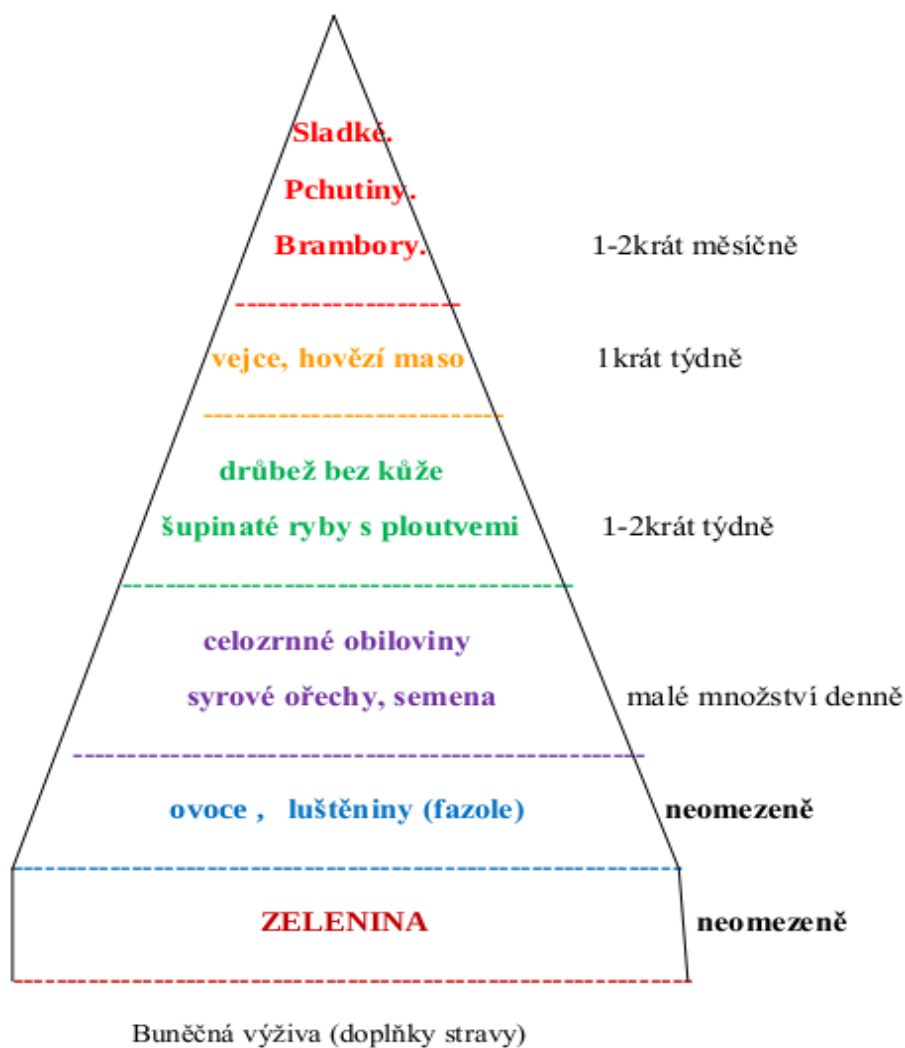 Sladké.
Pchutiny.
Brambory. 1-2krát měsíčně
vejce, hovězí maso 1krát týdně
drůbež bez kůže
šupinaté ryby s ploutvemi 1-2krát týdně
celozrnné obiloviny
syrové ořechy, semena malé množství denně
ovoce , luštěniny (fazole) neomezeně
ZELENINA neomezeně
Buněčná výživa (doplňky stravy)